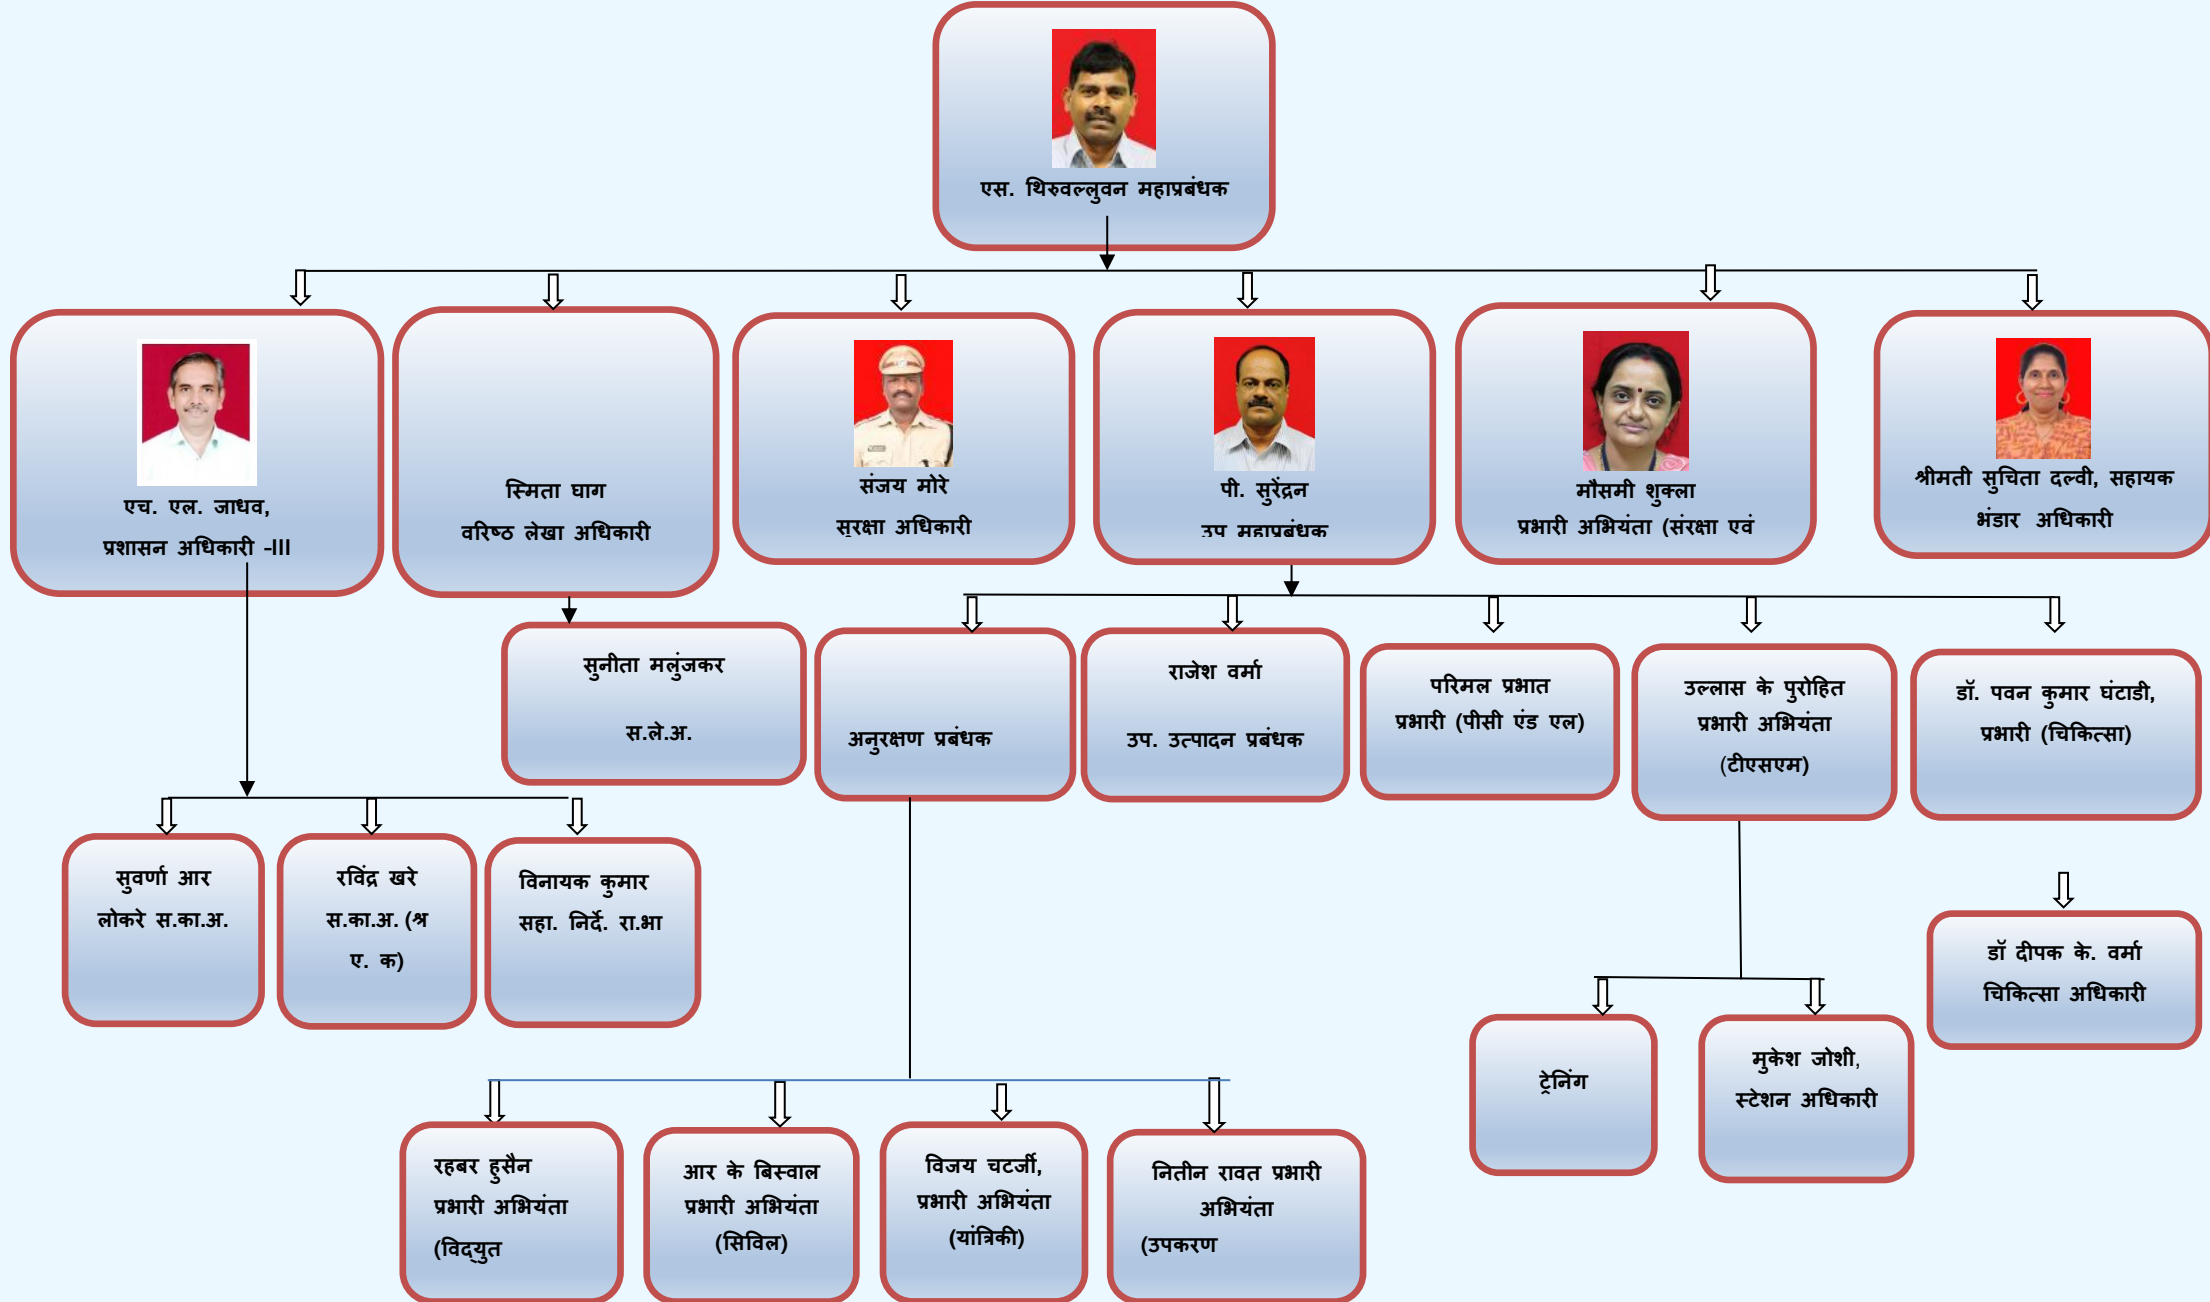 एस. थिरुवल्लुवन महाप्रबंधक
एच. एल. जाधव,
प्रशासन अधिकारी -III
स्मिता घाग
वरिष्ठ लेखा अधिकारी
संजय मोरे
सुरक्षा अधिकारी
पी. सुरेंद्रन
उप महाप्रबंधक
मौसमी शुक्ला
प्रभारी अभियंता (संरक्षा एवं
श्रीमती सुचिता दल्वी, सहायक
भंडार अधिकारी
सुनीता मलुंजकर
स.ले.अ.
अनुरक्षण प्रबंधक
राजेश वर्मा
उप. उत्पादन प्रबंधक
परिमल प्रभात
प्रभारी (पीसी एंड एल)
उल्लास के पुरोहित
प्रभारी अभियंता
(टीएसएम)
डॉ. पवन कुमार घंटाडी,
प्रभारी (चिकित्सा)
सुवर्णा आर
लोकरे स.का.अ.
रविंद्र खरे
स.का.अ. (श्र
ए. क)
विनायक कुमार
सहा. निर्दे. रा.भा
डॉ दीपक के. वर्मा
चिकित्सा अधिकारी
ट्रेनिंग
मुकेश जोशी,
स्टेशन अधिकारी
रहबर हुसैन
प्रभारी अभियंता
(विद्युत
आर के बिस्वाल
प्रभारी अभियंता
(सिविल)
विजय चटर्जी,
प्रभारी अभियंता
(यांत्रिकी)
नितीन रावत प्रभारी
अभियंता
(उपकरण